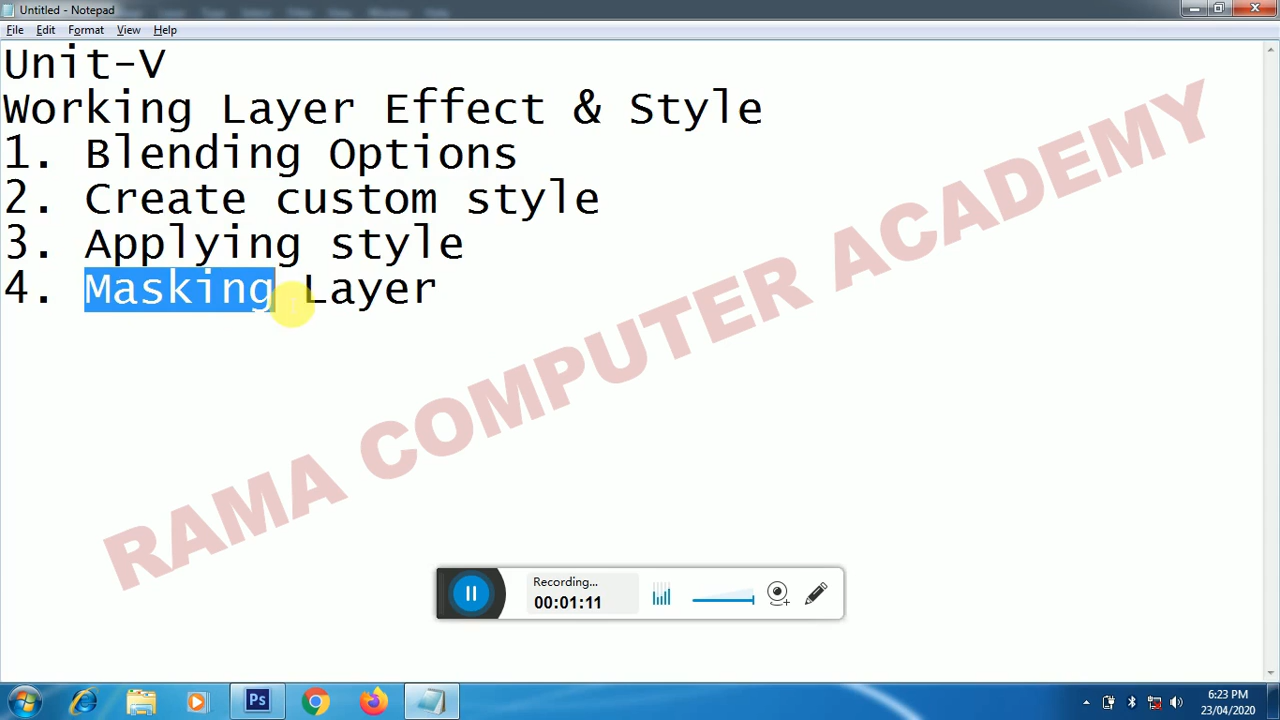 Untitled - Notepad
File Edit Format View Help
Unit-V
Working Layer Effect & Style
1. Blending Options
2. Create custom style
3. Applying style
4. Masking Layer
RAMA COMPUTER ACADEMY
Recording...
00:01:11
Ps
6:23 PM
23/04/2020